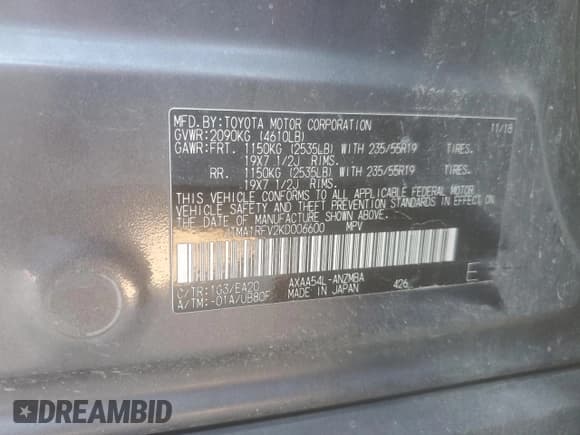 MFD.BY:TOYOTA MOTOR CORPORATION 11/18
GVWR:2090KG (4610LB)
GAWR:FRT. 1150KG (2535LB) WITH 235/55R19 TIRES.
19X7 1/2J RIMS.
RR. 1150KG (2535LB) WITH 235/55R19 TIRES.
19X7 1/2J RIMS.
THIS VEHICLE CONFORMS TO ALL APPLICABLE FEDERAL MOTOR
VEHICLE SAFETY AND THEFT PREVENTION STANDARDS IN EFFECT ON
THE DATE OF MANUFACTURE SHOWN ABOVE.
JTMA1RFV2KD006600 MPV
C/TR:1G3/EA20 AXAA54L-ANZMBA 426 E
A/TM:-01A/UB80F MADE IN JAPAN
DREAMBID